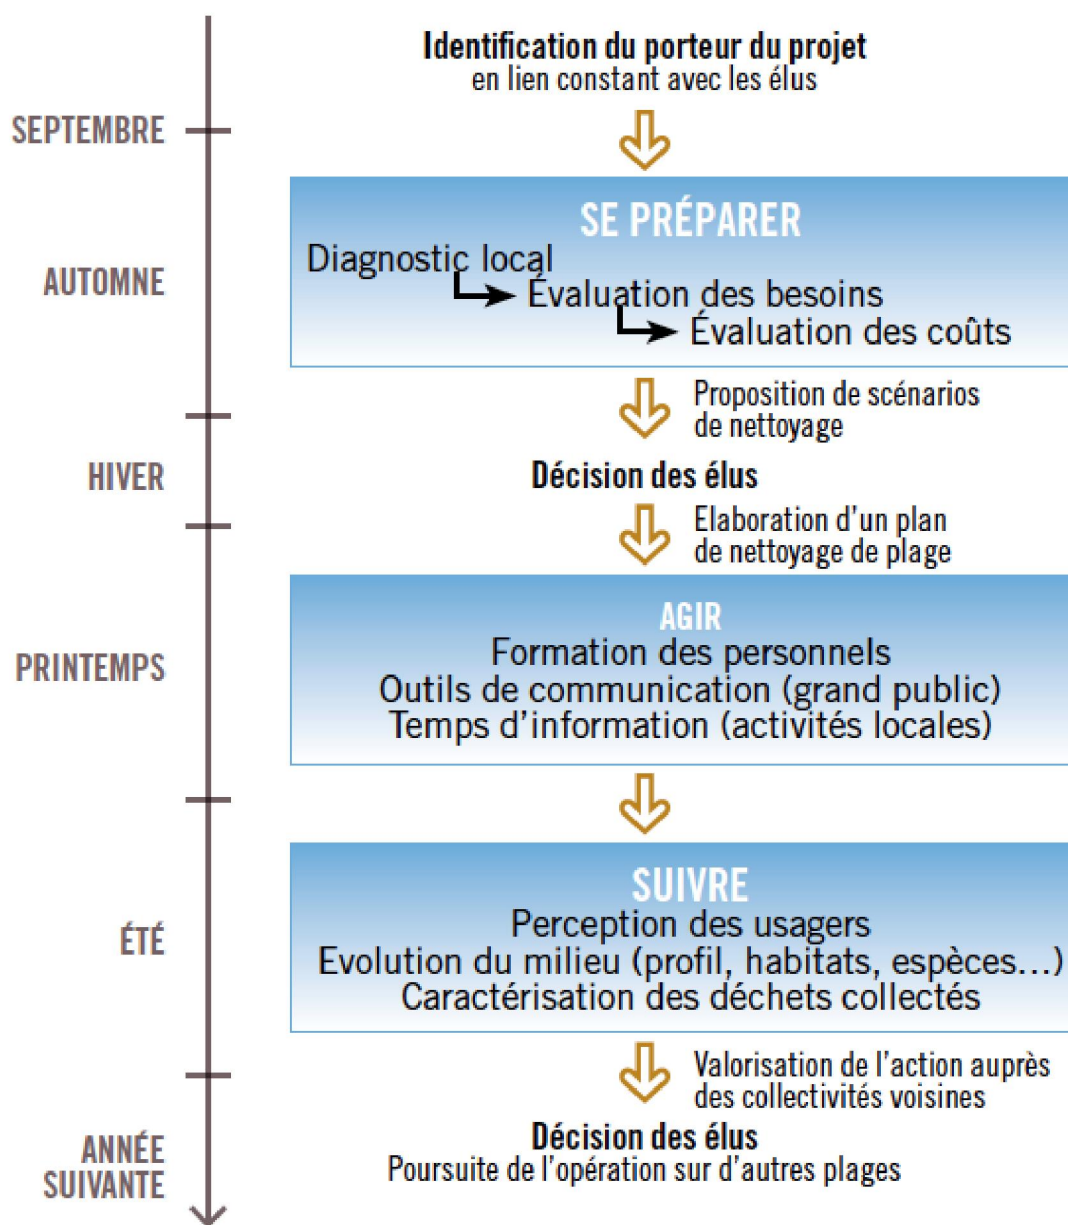 Identification du porteur du projet
en lien constant avec les élus
SEPTEMBRE
SE PRÉPARER
Diagnostic local
AUTOMNE
Évaluation des besoins
Évaluation des coûts
Proposition de scénarios
de nettoyage
HIVER
Décision des élus
Elaboration d'un plan
de nettoyage de plage
AGIR
Formation des personnels
PRINTEMPS
Outils de communication (grand public)
Temps d'information (activités locales)
SUIVRE
Perception des usagers
ÉTÉ
Evolution du milieu (profil, habitats, espèces...)
Caractérisation des déchets collectés
Valorisation de l'action auprès
des collectivités voisines
ANNÉE
SUIVANTE
Décision des élus
Poursuite de l'opération sur d'autres plages